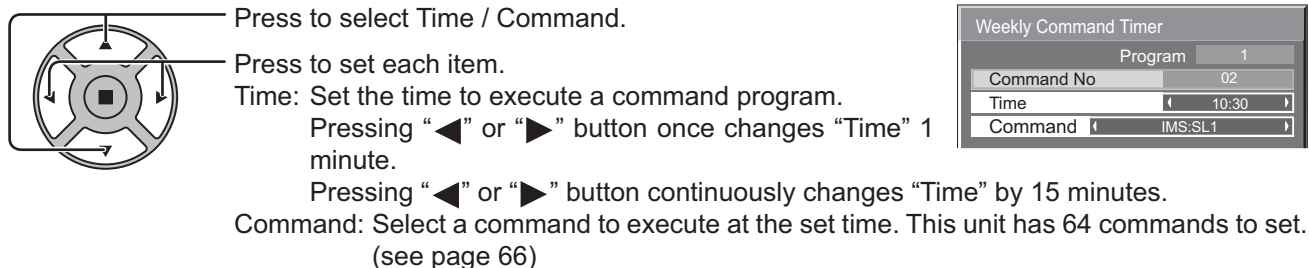 Press to select Time / Command.
Press to set each item.
Time: Set the time to execute a command program.
Pressing “◀” or “▶” button once changes “Time” 1
minute.
Pressing “◀” or “▶” button continuously changes “Time” by 15 minutes.
Command: Select a command to execute at the set time. This unit has 64 commands to set.
(see page 66)
Weekly Command Timer
Program 1
Command No 02
Time 10:30
Command IMS:SL1